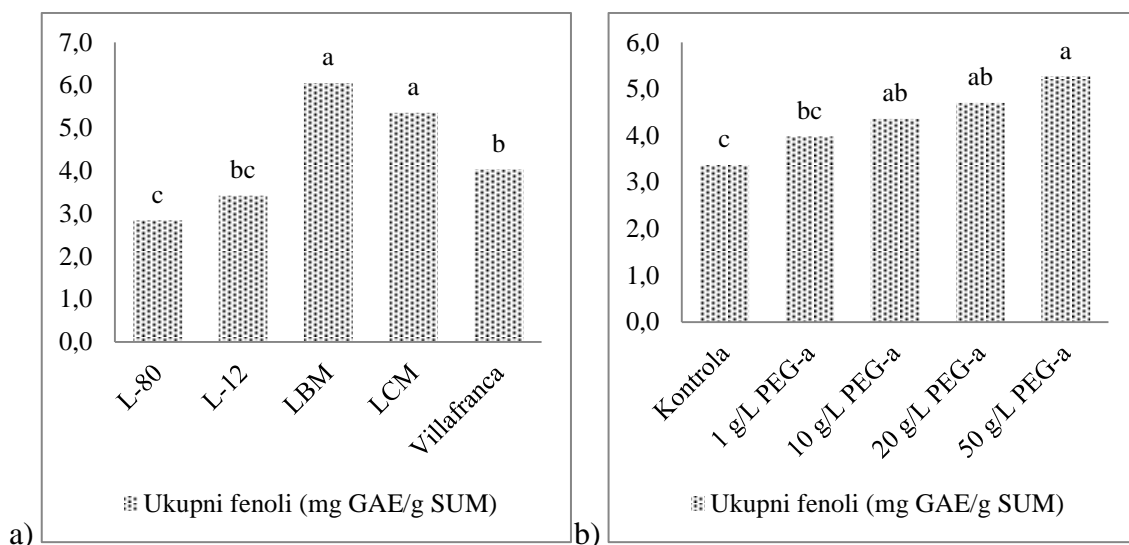 7,0
6,0
5,0
4,0
3,0
2,0
1,0
0,0
c
bc
a
a
b
L-80
L-12
LBM
LCM
Villafranca
Ukupni fenoli (mg GAE/g SUM)
a)
6,0
5,0
4,0
3,0
2,0
1,0
0,0
c
bc
ab
ab
a
Kontrola
1 g/L PEG-a
10 g/L PEG-a
20 g/L PEG-a
50 g/L PEG-a
Ukupni fenoli (mg GAE/g SUM)
b)